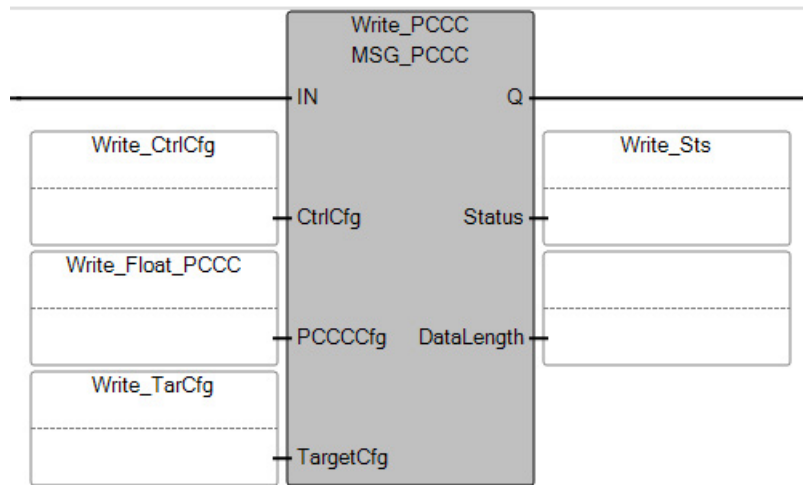 Write_PCCC
MSG_PCCC
IN Q
Write_CtrlCfg Write_Sts
CtrlCfg Status
Write_Float_PCCC
PCCCCfg DataLength
Write_TarCfg
TargetCfg